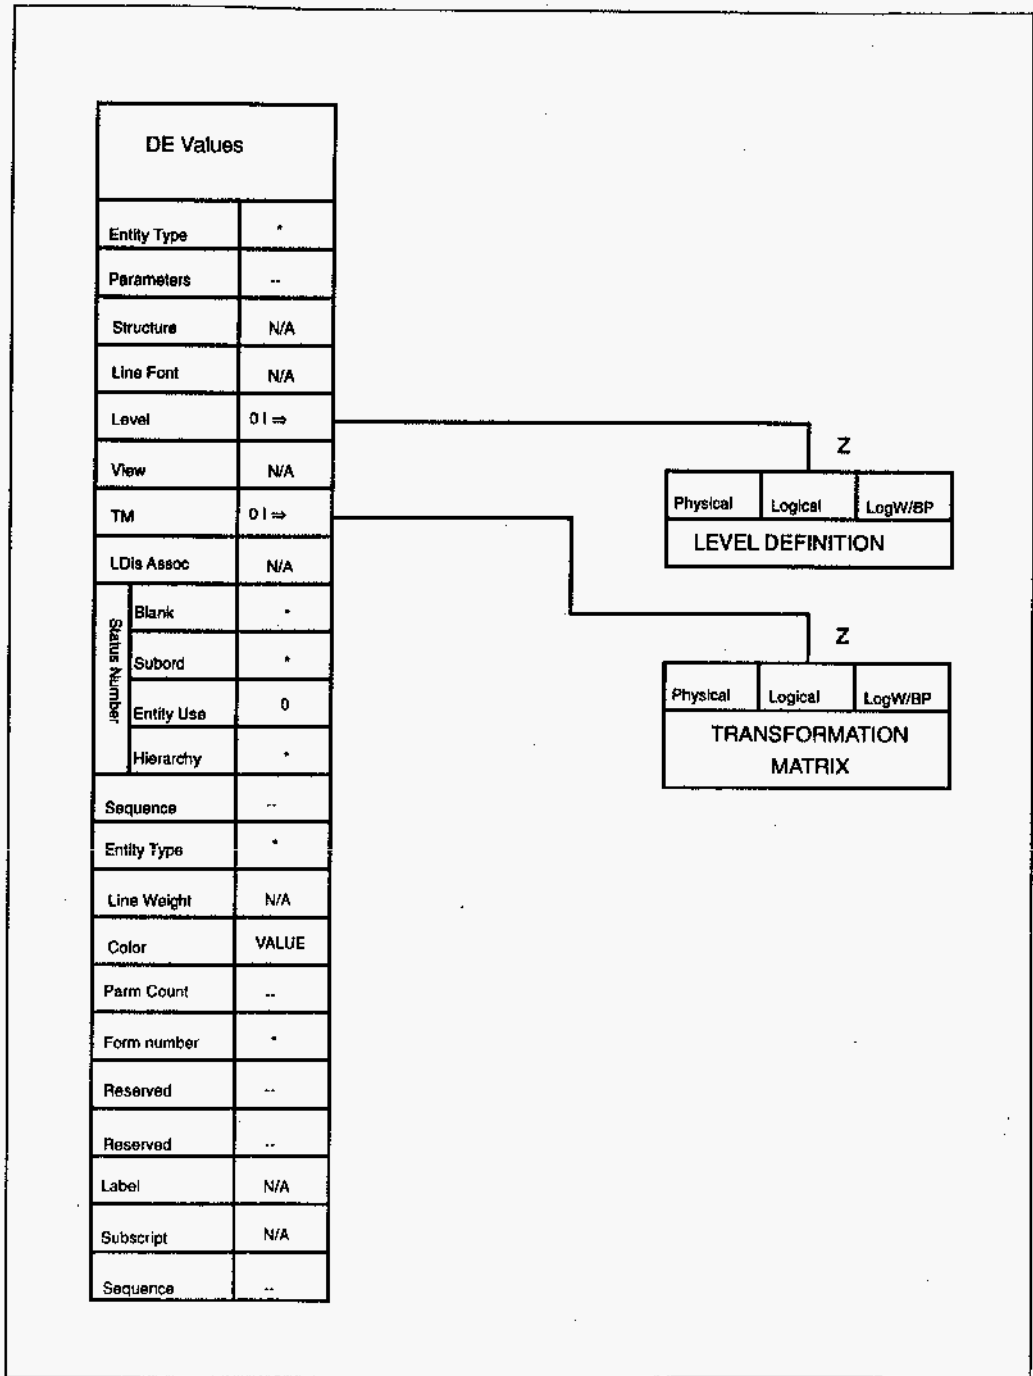 DE Values
Entity Type *
Parameters --
Structure N/A
Line Font N/A
Level 0 | ⇒
View N/A
TM 0 | ⇒
LDis Assoc N/A
Status Number
Blank *
Subord *
Entity Use 0
Hierarchy *
Sequence --
Entity Type *
Line Weight N/A
Color VALUE
Parm Count --
Form number *
Reserved --
Reserved --
Label N/A
Subscript N/A
Sequence --
Z
Physical Logical LogW/BP
LEVEL DEFINITION
Z
Physical Logical LogW/BP
TRANSFORMATION
MATRIX